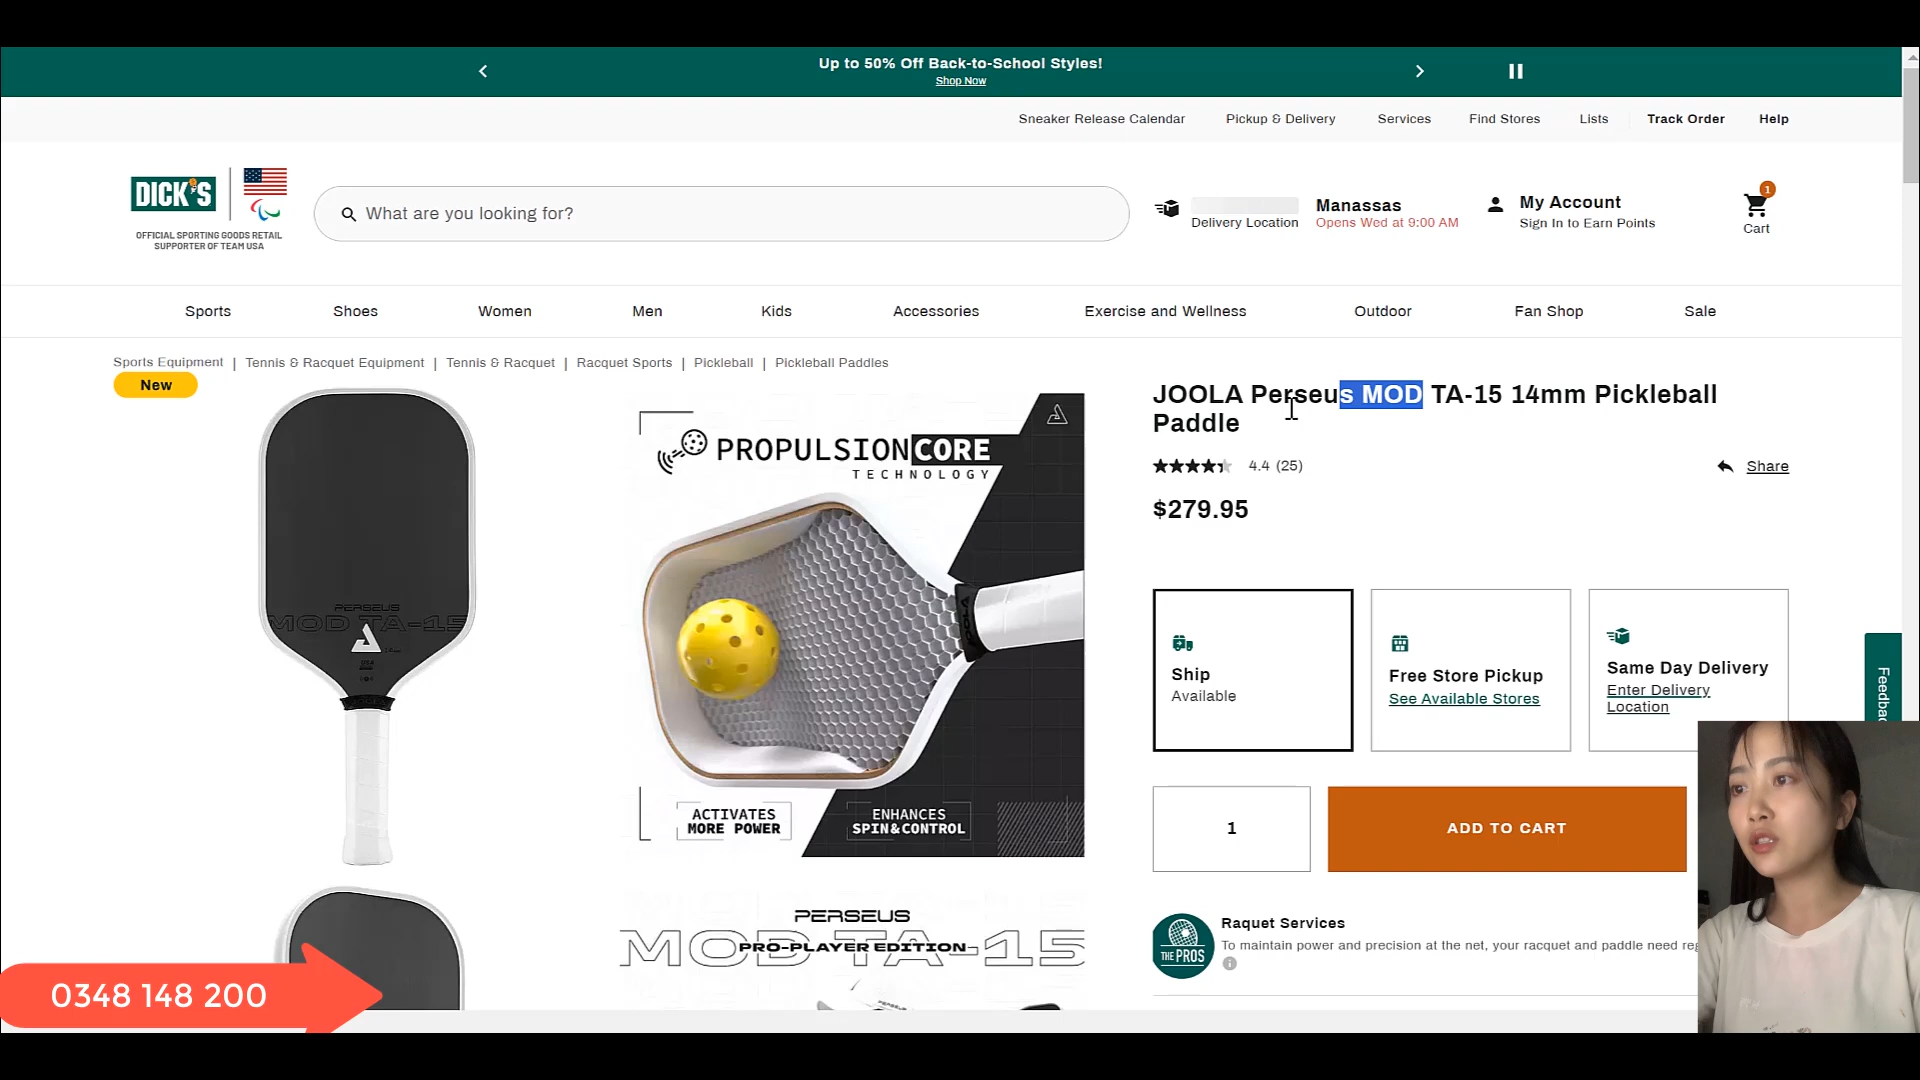 Up to 50% Off Back-to-School Styles!
Shop Now
Sneaker Release Calendar
Pickup & Delivery
Services
Find Stores
Lists
Track Order
Help
DICK'S
OFFICIAL SPORTING GOODS RETAIL
SUPPORTER OF TEAM USA
What are you looking for?
Delivery Location
Manassas
Opens Wed at 9:00 AM
My Account
Sign In to Earn Points
1
Cart
Sports
Shoes
Women
Men
Kids
Accessories
Exercise and Wellness
Outdoor
Fan Shop
Sale
Sports Equipment | Tennis & Racquet Equipment | Tennis & Racquet | Racquet Sports | Pickleball | Pickleball Paddles
New
PERSEUS
MOD TA-15
PROPULSIONCORE
TECHNOLOGY
JOOLA
ACTIVATES
MORE POWER
ENHANCES
SPIN&CONTROL
PERSEUS
MOD TA-15
PRO-PLAYER EDITION
JOOLA Perseus MOD TA-15 14mm Pickleball
Paddle
4.4 (25)
Share
$279.95
Ship
Available
Free Store Pickup
See Available Stores
Same Day Delivery
Enter Delivery
Location
1
ADD TO CART
THE PROS
Raquet Services
To maintain power and precision at the net, your racquet and paddle need re
Feedbac
0348 148 200